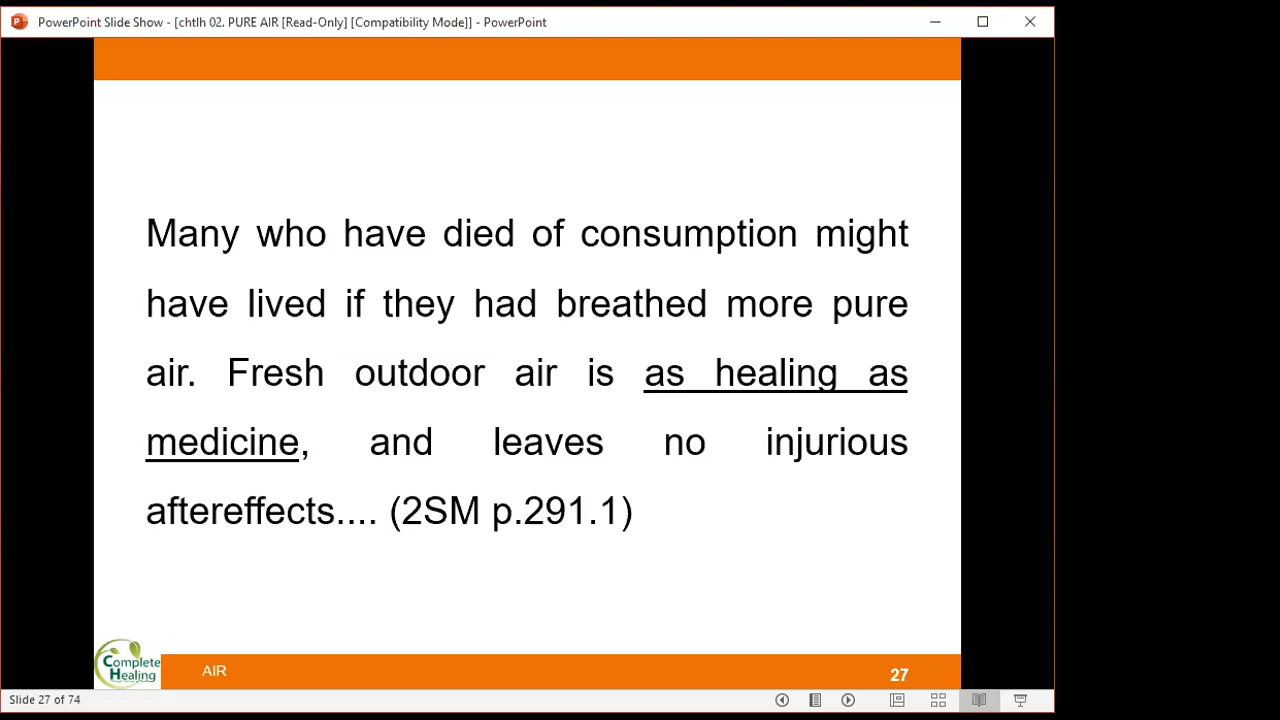 PowerPoint Slide Show - [chtlh 02. PURE AIR [Read-Only] [Compatibility Mode]] - PowerPoint
Many who have died of consumption might
have lived if they had breathed more pure
air. Fresh outdoor air is as healing as
medicine, and leaves no injurious
aftereffects.... (2SM p.291.1)
Complete
Healing
AIR
27
Slide 27 of 74